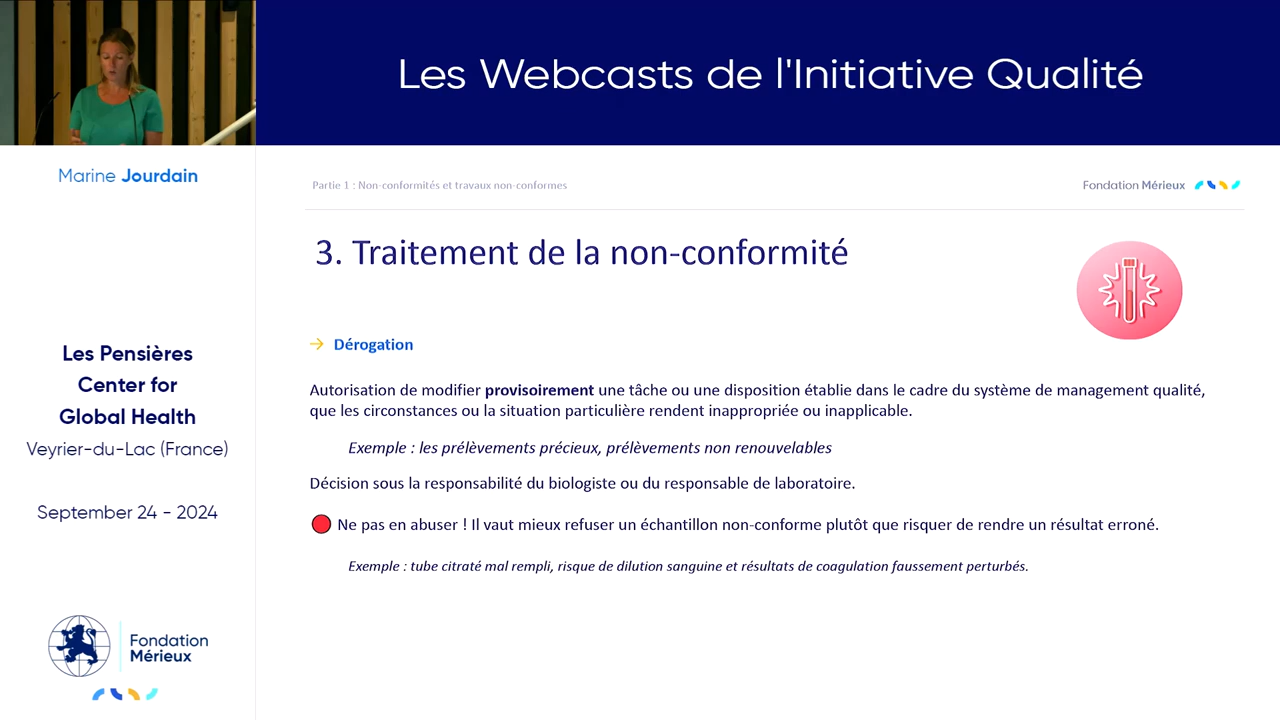 Les Webcasts de l'Initiative Qualité
Marine Jourdain
Partie 1 : Non-conformités et travaux non-conformes
Fondation Mérieux
3. Traitement de la non-conformité
→ Dérogation
Autorisation de modifier provisoirement une tâche ou une disposition établie dans le cadre du système de management qualité,
que les circonstances ou la situation particulière rendent inappropriée ou inapplicable.
Exemple : les prélèvements précieux, prélèvements non renouvelables
Décision sous la responsabilité du biologiste ou du responsable de laboratoire.
Ne pas en abuser ! Il vaut mieux refuser un échantillon non-conforme plutôt que risquer de rendre un résultat erroné.
Exemple : tube citraté mal rempli, risque de dilution sanguine et résultats de coagulation faussement perturbés.
Les Pensières
Center for
Global Health
Veyrier-du-Lac (France)
September 24 - 2024
Fondation
Mérieux